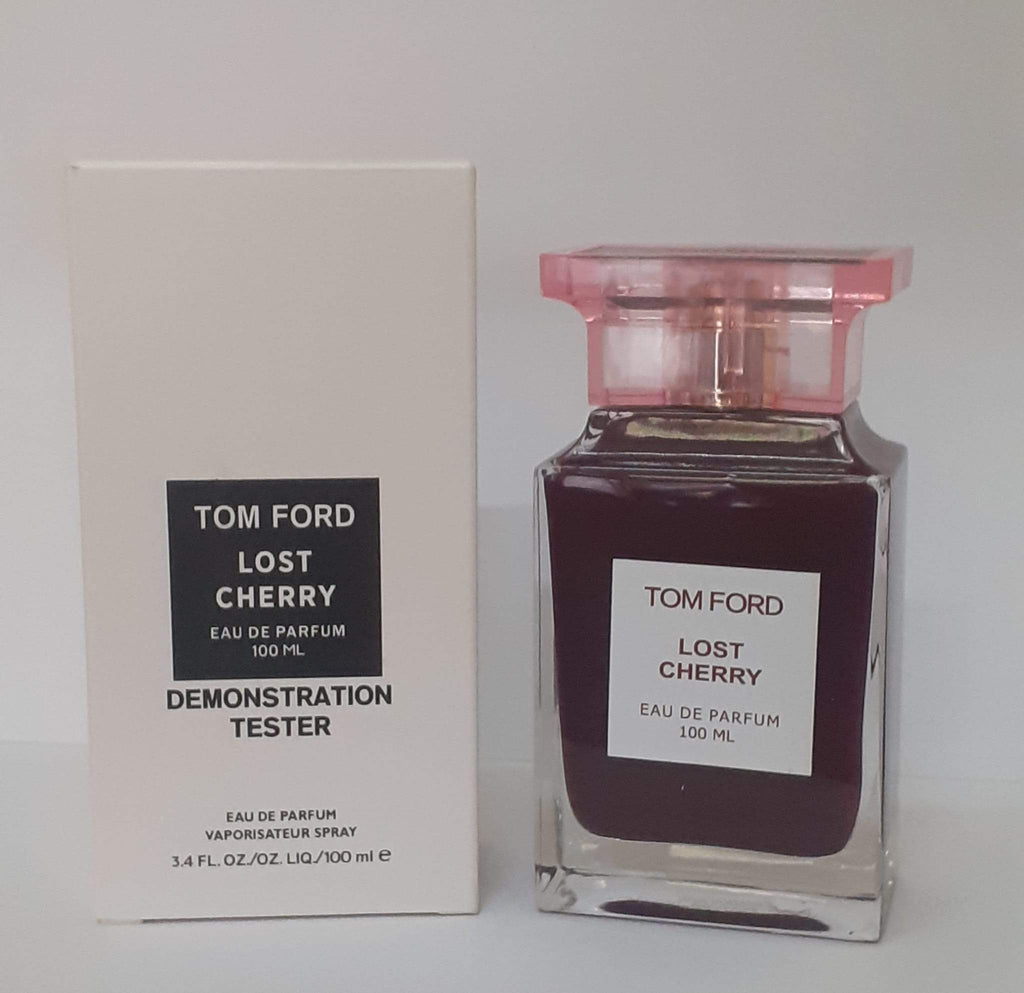 TOM FORD
LOST
CHERRY
EAU DE PARFUM
100 ML
DEMONSTRATION
TESTER
EAU DE PARFUM
VAPORISATEUR SPRAY
3.4 FL. OZ./OZ. LIQ./100 ml e
TOM FORD
LOST
CHERRY
EAU DE PARFUM
100 ML